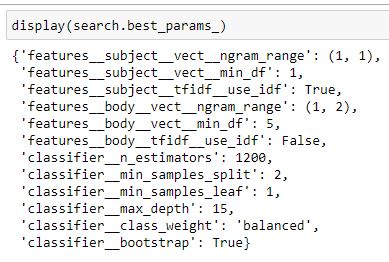 display(search.best_params_)
{'features__subject__vect__ngram_range': (1, 1),
'features__subject__vect__min_df': 1,
'features__subject__tfidf__use_idf': True,
'features__body__vect__ngram_range': (1, 2),
'features__body__vect__min_df': 5,
'features__body__tfidf__use_idf': False,
'classifier__n_estimators': 1200,
'classifier__min_samples_split': 2,
'classifier__min_samples_leaf': 1,
'classifier__max_depth': 15,
'classifier__class_weight': 'balanced',
'classifier__bootstrap': True}